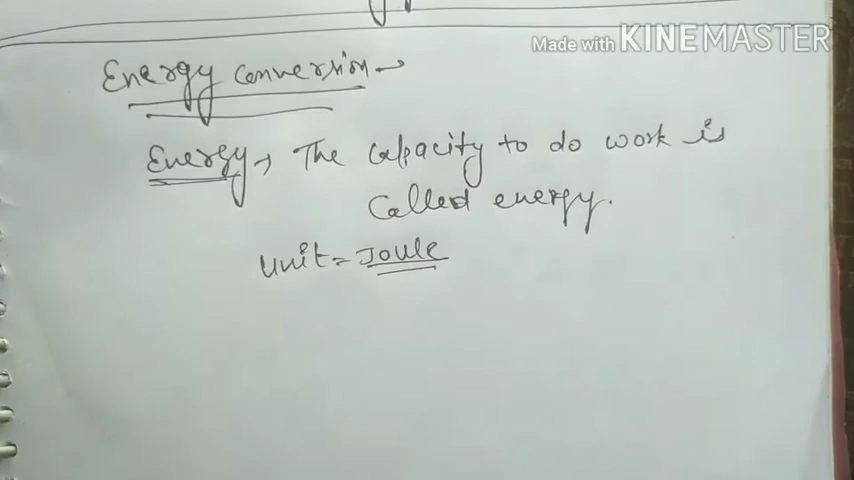 Made with KINEMASTER
Energy Conversion →
Energy → The capacity to do work is
Called energy.
Unit = Joule